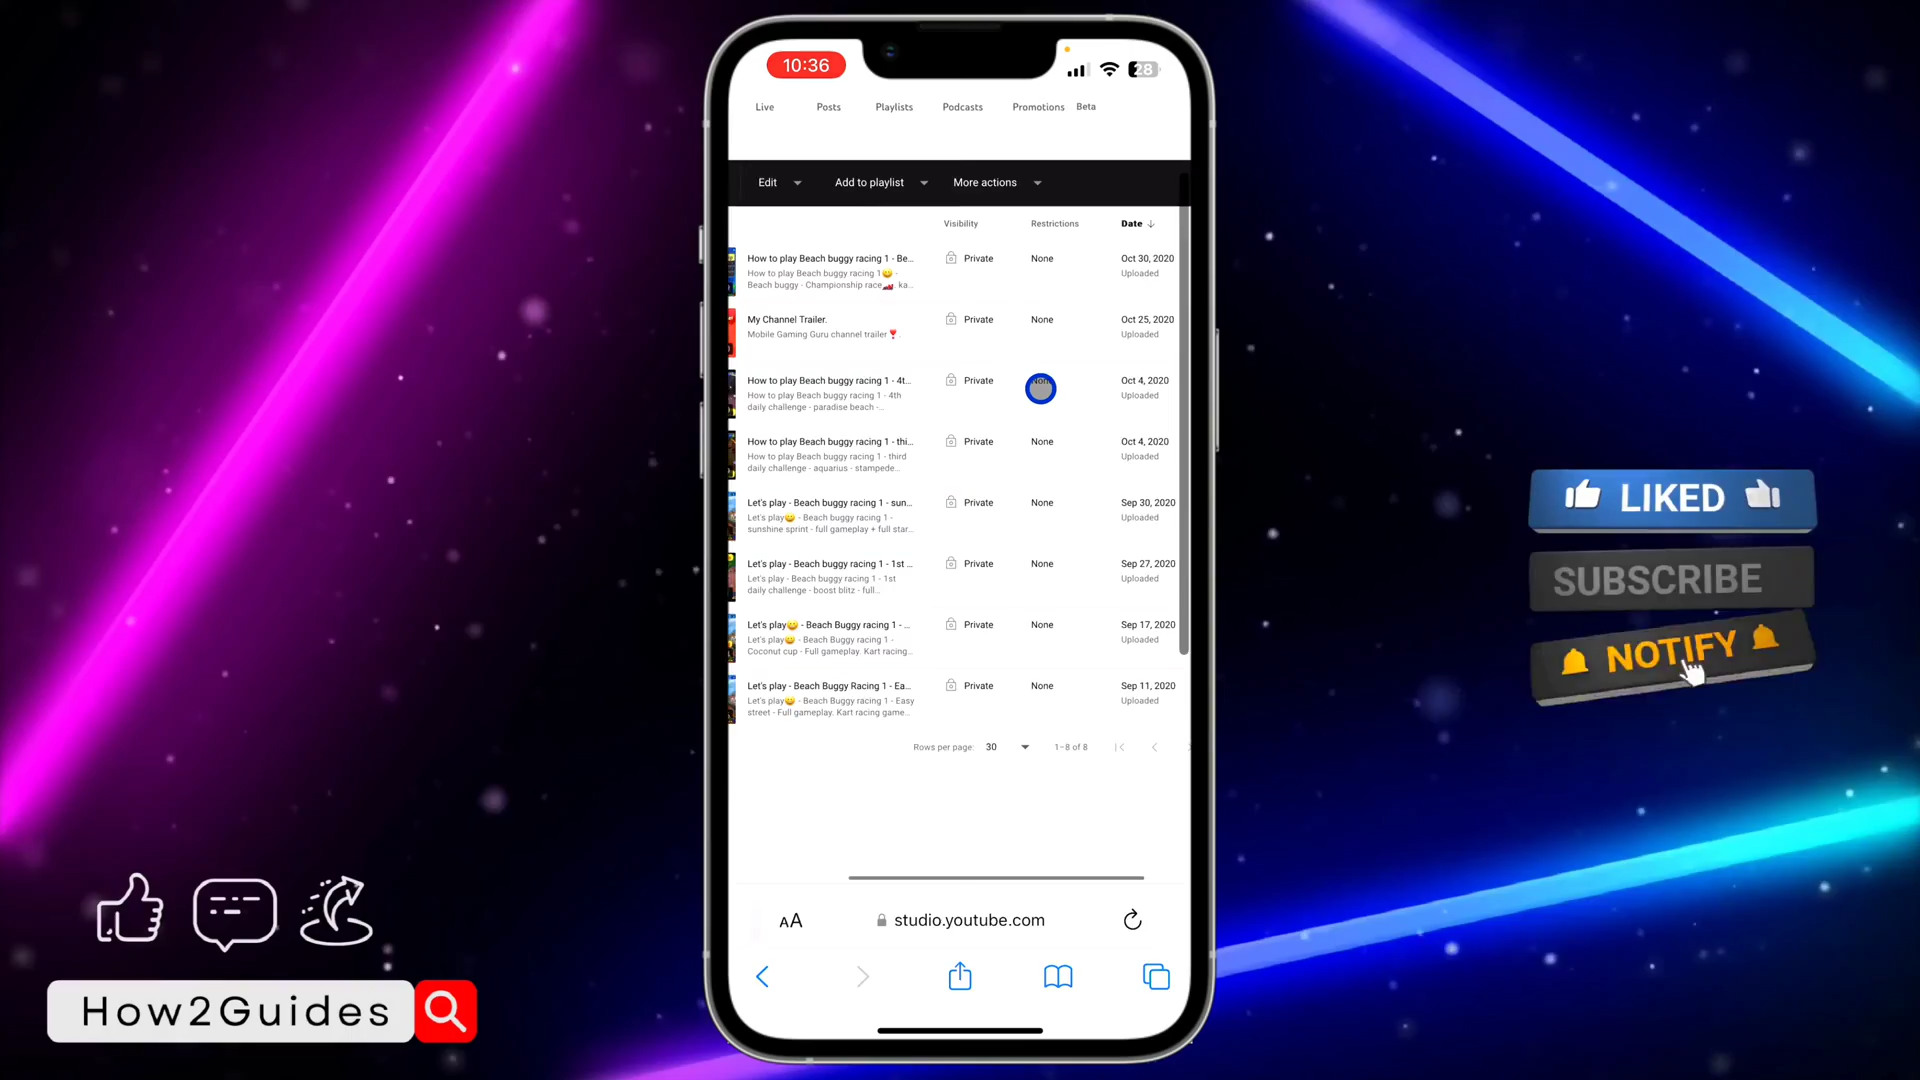 10:36
28
Live Posts Playlists Podcasts Promotions Beta
Edit Add to playlist More actions
Visibility Restrictions Date ↓
How to play Beach buggy racing 1 - Be... Private None Oct 30, 2020
How to play Beach buggy racing 1😋 - Uploaded
Beach buggy - Championship race🏎️ ka...
My Channel Trailer. Private None Oct 25, 2020
Mobile Gaming Guru channel trailer❣️. Uploaded
How to play Beach buggy racing 1 - 4t... Private None Oct 4, 2020
How to play Beach buggy racing 1 - 4th Uploaded
daily challenge - paradise beach -...
How to play Beach buggy racing 1 - thi... Private None Oct 4, 2020
How to play Beach buggy racing 1 - third Uploaded
daily challenge - aquarius - stampede...
Let's play - Beach buggy racing 1 - sun... Private None Sep 30, 2020
Let's play😋 - Beach buggy racing 1 - Uploaded
sunshine sprint - full gameplay + full star...
Let's play - Beach buggy racing 1 - 1st ... Private None Sep 27, 2020
Let's play - Beach buggy racing 1 - 1st Uploaded
daily challenge - boost blitz - full...
Let's play😋 - Beach Buggy racing 1 - ... Private None Sep 17, 2020
Let's play😋 - Beach Buggy racing 1 - Uploaded
Coconut cup - Full gameplay. Kart racing...
Let's play - Beach Buggy Racing 1 - Ea... Private None Sep 11, 2020
Let's play😋 - Beach Buggy racing 1 - Easy Uploaded
street - Full gameplay. Kart racing game...
Rows per page: 30 1–8 of 8
AA studio.youtube.com
LIKED
SUBSCRIBE
NOTIFY
How2Guides